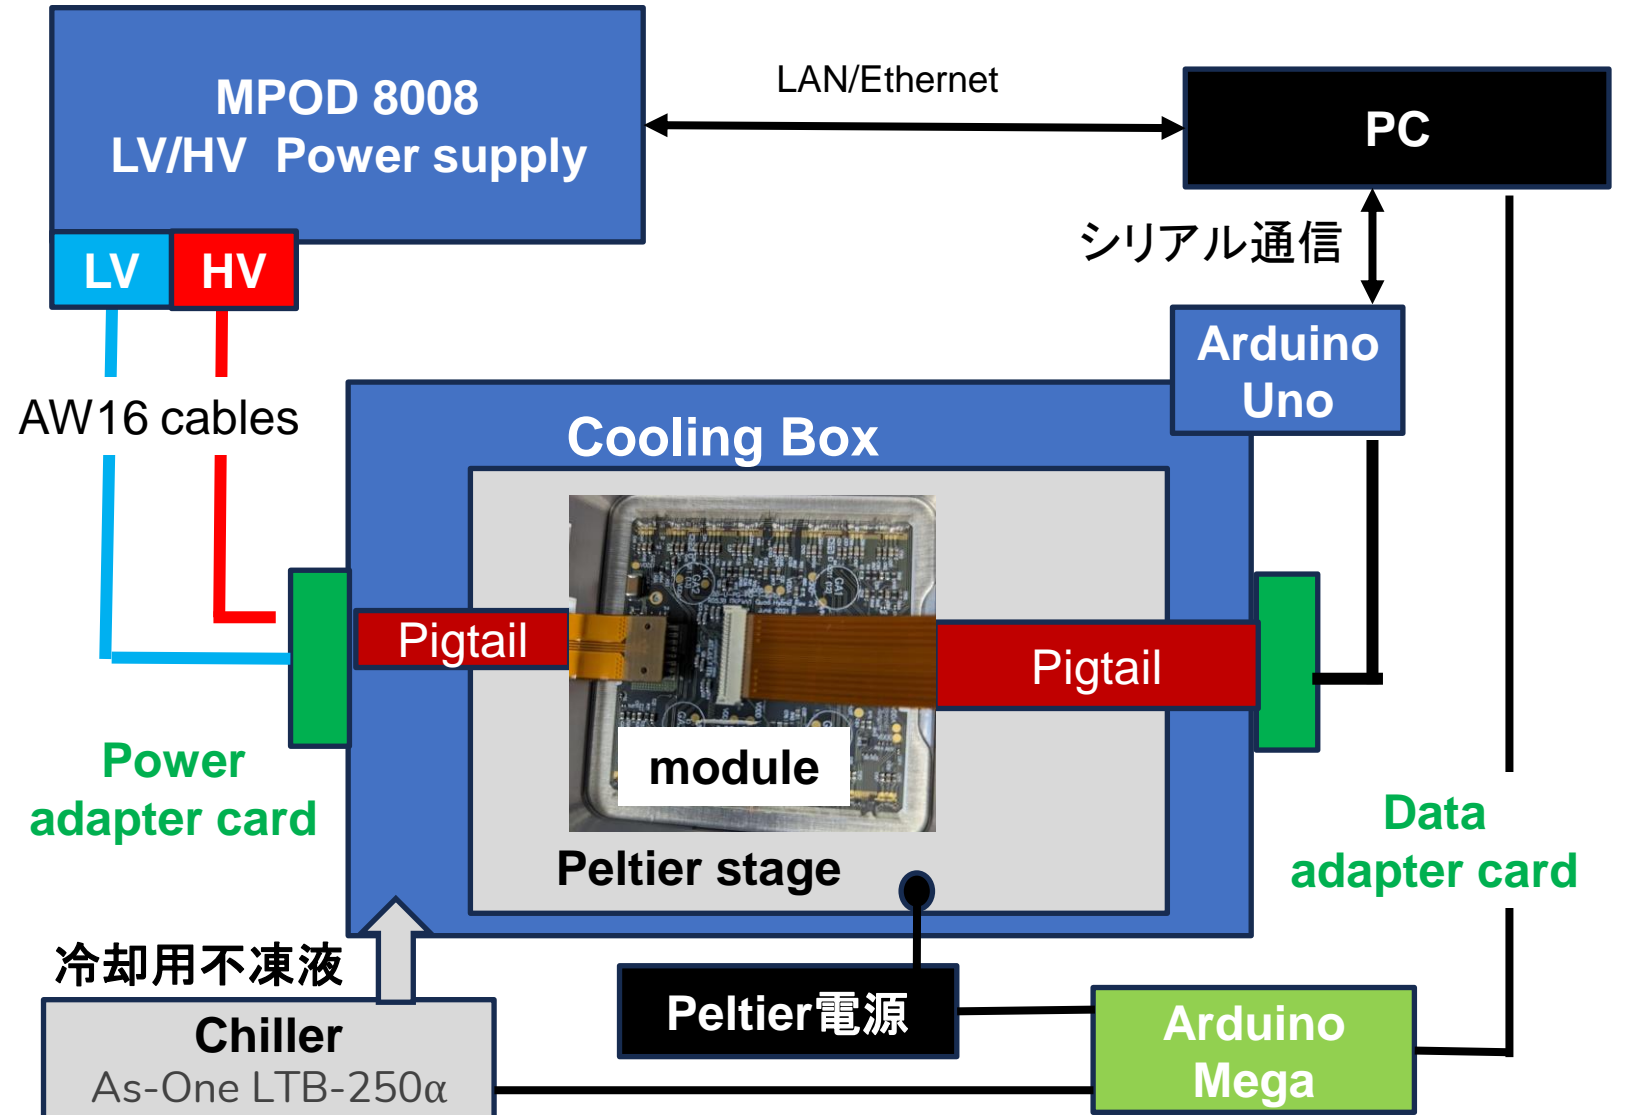 MPOD 8008
LV/HV Power supply
LAN/Ethernet
PC
シリアル通信
LV
HV
Arduino
Uno
AW16 cables
Cooling Box
Pigtail
Pigtail
module
Power
adapter card
Data
adapter card
Peltier stage
冷却用不凍液
Peltier電源
Chiller
As-One LTB-250α
Arduino
Mega